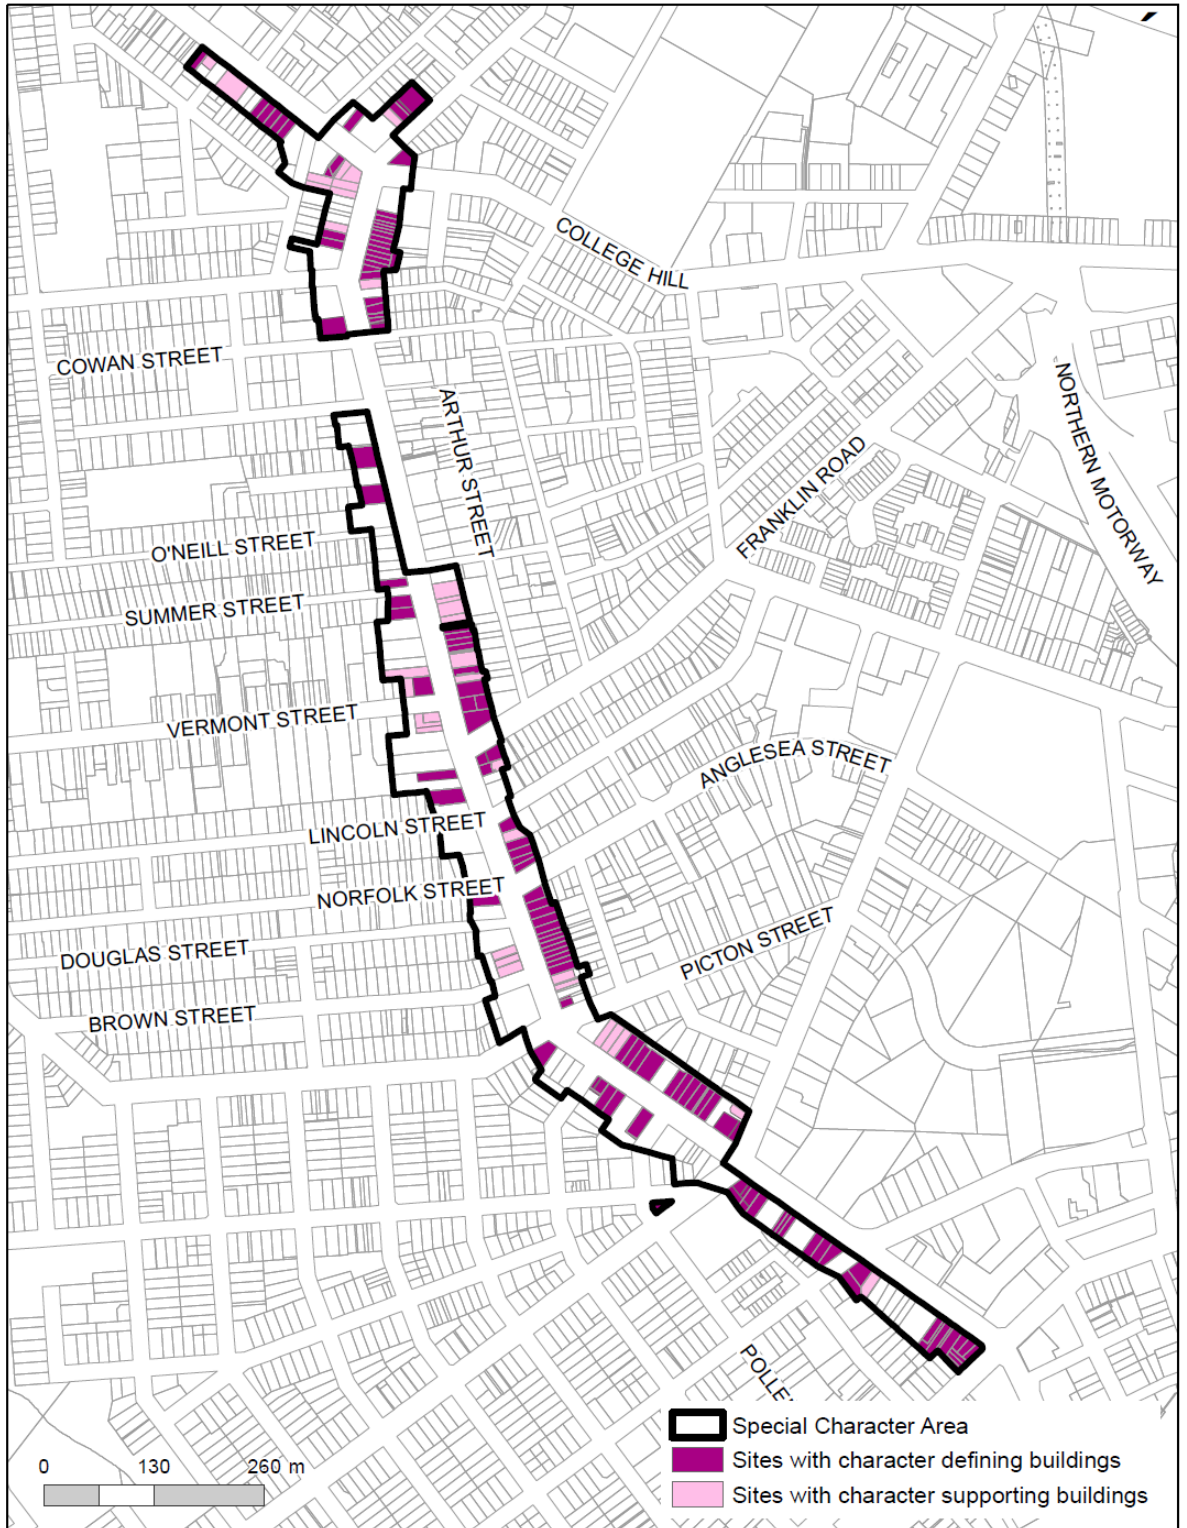 COLLEGE HILL
COWAN STREET
ARTHUR STREET
NORTHERN MOTORWAY
FRANKLIN ROAD
O'NEILL STREET
SUMMER STREET
VERMONT STREET
ANGLESEA STREET
LINCOLN STREET
NORFOLK STREET
PICTON STREET
DOUGLAS STREET
BROWN STREET
POLLE
Special Character Area
Sites with character defining buildings
Sites with character supporting buildings
0 130 260 m